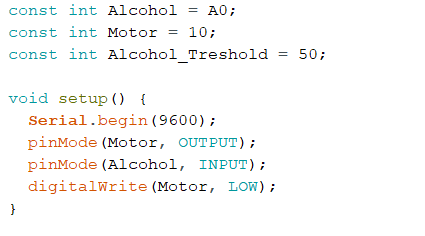 const int Alcohol = A0;
const int Motor = 10;
const int Alcohol_Treshold = 50;

void setup() {
  Serial.begin(9600);
  pinMode(Motor, OUTPUT);
  pinMode(Alcohol, INPUT);
  digitalWrite(Motor, LOW);
}